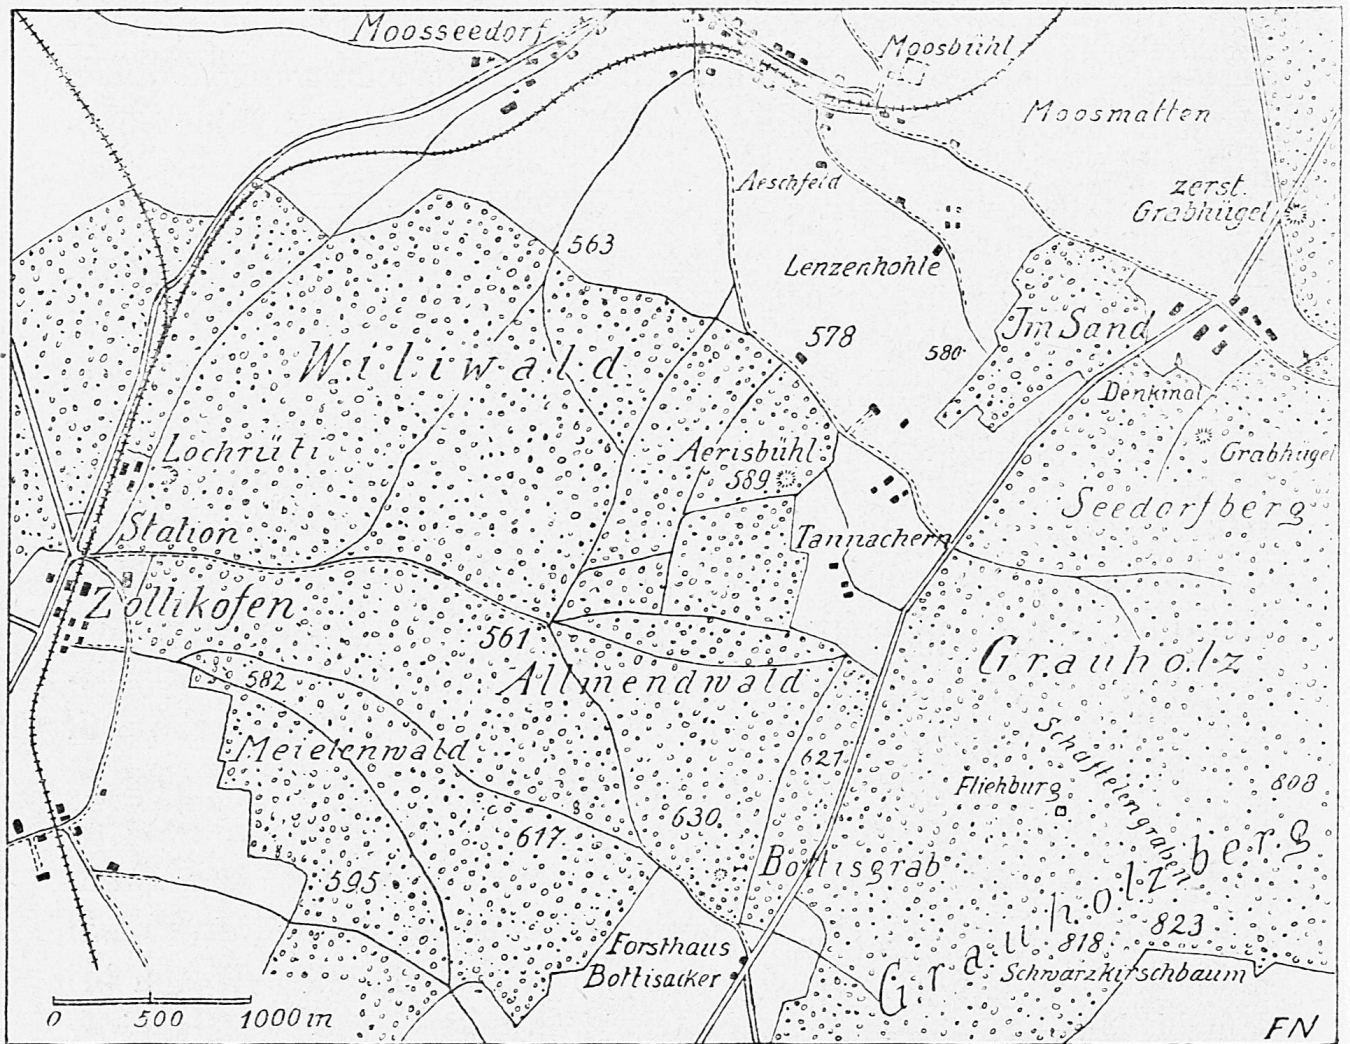 Moosseedorf
Moosbühl
Moosmatten
Aeschfeld
zerst.
Grabhügel
563
Lenzenhohle
Wiliwald
578
580
Jm Sand
Denkmal
Lochrüti
Aerisbühl
589
Grabhügel
Seedorfberg
Station
Zollikofen
Tannachern
561
Allmendwald
Grauholz
582
Meielenwald
621
Schaftelengraben
Fliehburg
808
630
617
Bottisgrab
595
Grauholzberg
818
823
Forsthaus
Bottisacker
Schwarzkirschbaum
0 500 1000 m
FN